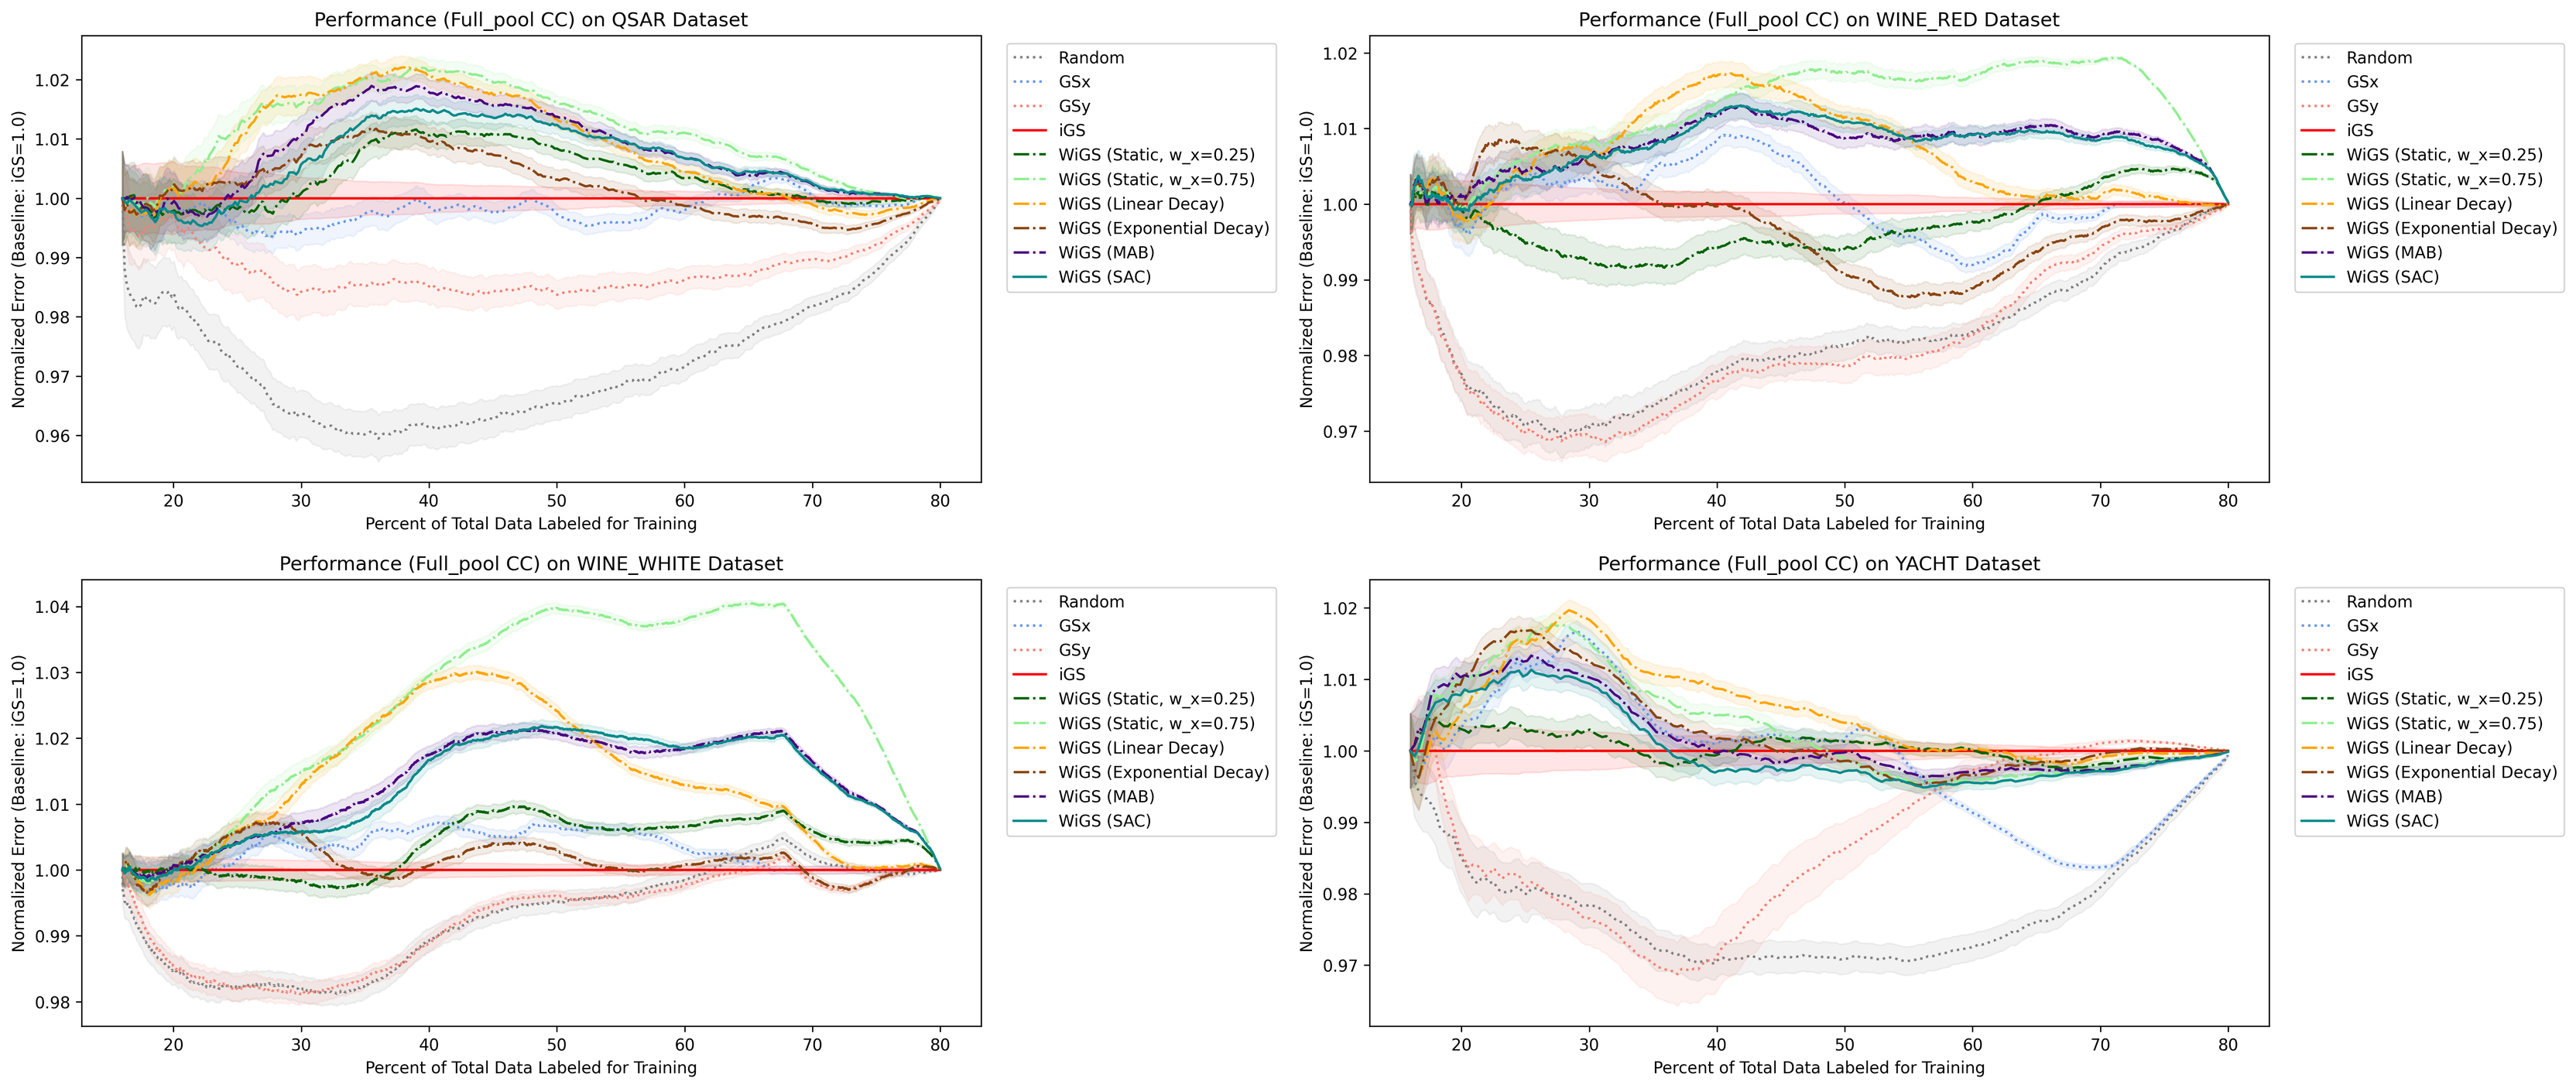 Performance (Full_pool CC) on QSAR Dataset
Normalized Error (Baseline: iGS=1.0)
1.02
1.01
1.00
0.99
0.98
0.97
0.96
20 30 40 50 60 70 80
Percent of Total Data Labeled for Training
Random
GSx
GSy
iGS
WiGS (Static, w_x=0.25)
WiGS (Static, w_x=0.75)
WiGS (Linear Decay)
WiGS (Exponential Decay)
WiGS (MAB)
WiGS (SAC)
Performance (Full_pool CC) on WINE_RED Dataset
Normalized Error (Baseline: iGS=1.0)
1.02
1.01
1.00
0.99
0.98
0.97
20 30 40 50 60 70 80
Percent of Total Data Labeled for Training
Random
GSx
GSy
iGS
WiGS (Static, w_x=0.25)
WiGS (Static, w_x=0.75)
WiGS (Linear Decay)
WiGS (Exponential Decay)
WiGS (MAB)
WiGS (SAC)
Performance (Full_pool CC) on WINE_WHITE Dataset
Normalized Error (Baseline: iGS=1.0)
1.04
1.03
1.02
1.01
1.00
0.99
0.98
20 30 40 50 60 70 80
Percent of Total Data Labeled for Training
Random
GSx
GSy
iGS
WiGS (Static, w_x=0.25)
WiGS (Static, w_x=0.75)
WiGS (Linear Decay)
WiGS (Exponential Decay)
WiGS (MAB)
WiGS (SAC)
Performance (Full_pool CC) on YACHT Dataset
Normalized Error (Baseline: iGS=1.0)
1.02
1.01
1.00
0.99
0.98
0.97
20 30 40 50 60 70 80
Percent of Total Data Labeled for Training
Random
GSx
GSy
iGS
WiGS (Static, w_x=0.25)
WiGS (Static, w_x=0.75)
WiGS (Linear Decay)
WiGS (Exponential Decay)
WiGS (MAB)
WiGS (SAC)